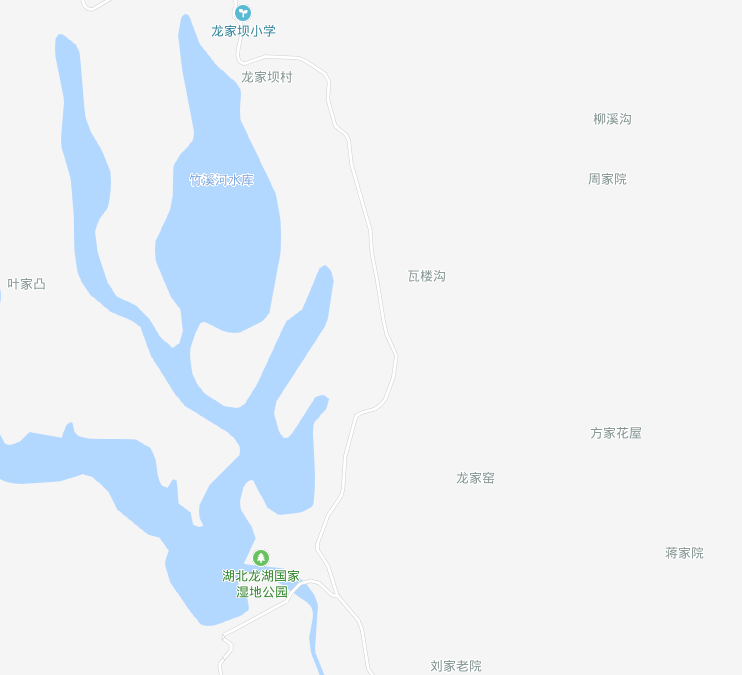 龙家坝小学
龙家坝村
柳溪沟
竹溪河水库
周家院
叶家凸
瓦楼沟
方家花屋
龙家窑
蒋家院
湖北龙湖国家
湿地公园
刘家老院